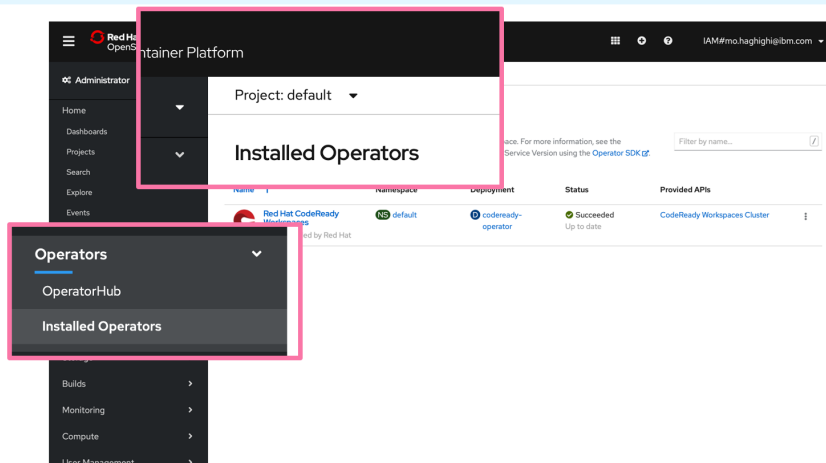 Red Ha
OpenS
IAM#mo.haghighi@ibm.com
ntainer Platform
Administrator
Project: default
Home
Dashboards
Projects
Search
Explore
Events
Installed Operators
ace. For more information, see the
Service Version using the Operator SDK.
Filter by name...
/
Name
Namespace
Deployment
Status
Provided APIs
Red Hat CodeReady
Workspaces
ed by Red Hat
NS default
D codeready-
operator
Succeeded
Up to date
CodeReady Workspaces Cluster
Operators
OperatorHub
Installed Operators
Builds
Monitoring
Compute
User Management